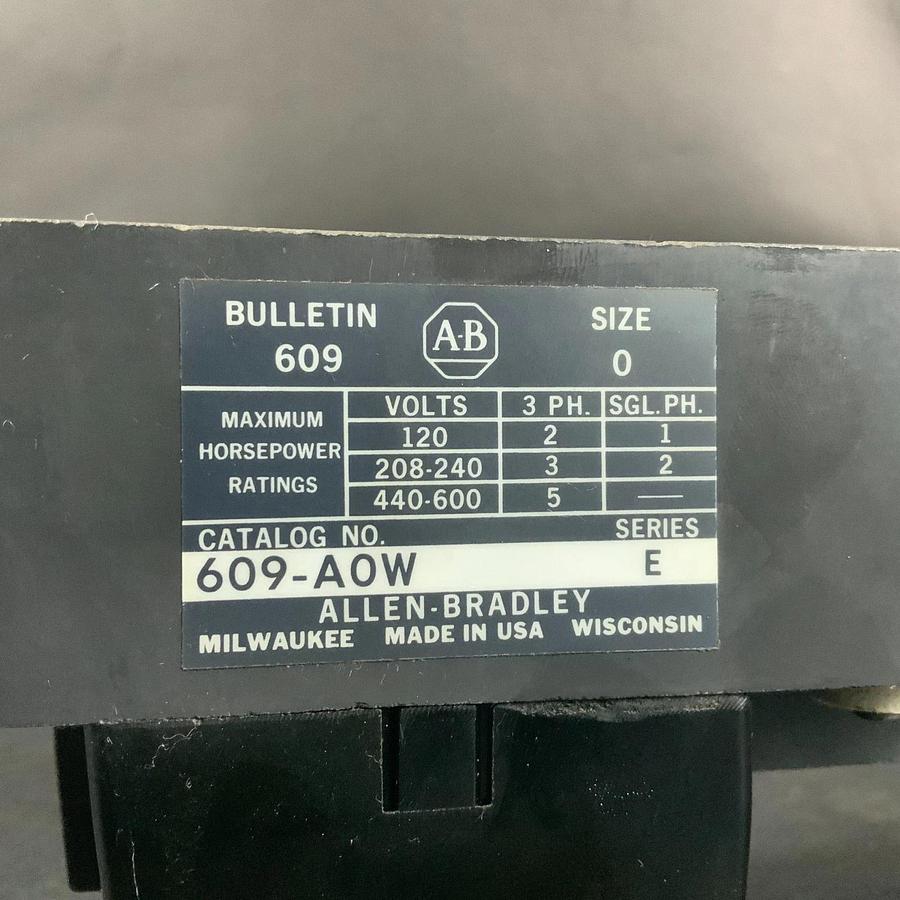 BULLETIN
609
A-B
SIZE
0
MAXIMUM
HORSEPOWER
RATINGS
VOLTS 3 PH. SGL.PH.
120 2 1
208-240 3 2
440-600 5 —
CATALOG NO. SERIES
609-AOW E
ALLEN-BRADLEY
MILWAUKEE MADE IN USA WISCONSIN